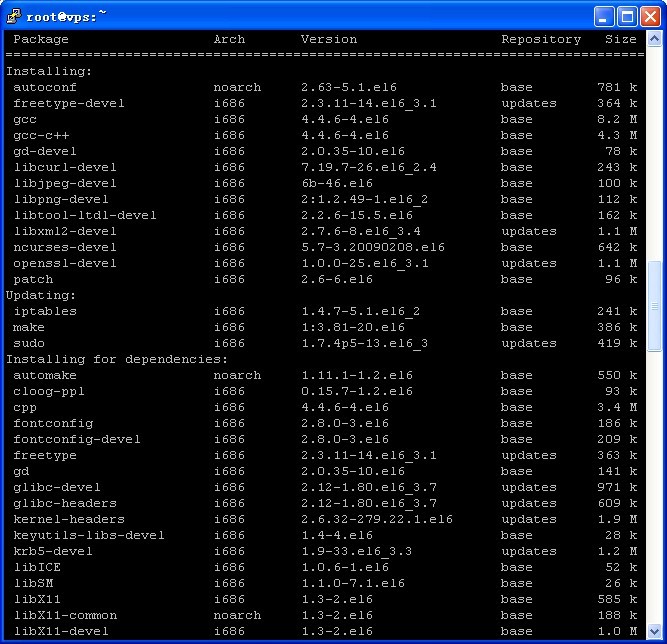 root@vps:~
Package Arch Version Repository Size
================================================================================
Installing:
autoconf noarch 2.63-5.1.el6 base 781 k
freetype-devel i686 2.3.11-14.el6_3.1 updates 364 k
gcc i686 4.4.6-4.el6 base 8.2 M
gcc-c++ i686 4.4.6-4.el6 base 4.3 M
gd-devel i686 2.0.35-10.el6 base 78 k
libcurl-devel i686 7.19.7-26.el6_2.4 base 243 k
libjpeg-devel i686 6b-46.el6 base 100 k
libpng-devel i686 2:1.2.49-1.el6_2 base 112 k
libtool-ltdl-devel i686 2.2.6-15.5.el6 base 162 k
libxml2-devel i686 2.7.6-8.el6_3.4 updates 1.1 M
ncurses-devel i686 5.7-3.20090208.el6 base 642 k
openssl-devel i686 1.0.0-25.el6_3.1 updates 1.1 M
patch i686 2.6-6.el6 base 96 k
Updating:
iptables i686 1.4.7-5.1.el6_2 base 241 k
make i686 1:3.81-20.el6 base 386 k
sudo i686 1.7.4p5-13.el6_3 updates 419 k
Installing for dependencies:
automake noarch 1.11.1-1.2.el6 base 550 k
cloog-ppl i686 0.15.7-1.2.el6 base 93 k
cpp i686 4.4.6-4.el6 base 3.4 M
fontconfig i686 2.8.0-3.el6 base 186 k
fontconfig-devel i686 2.8.0-3.el6 base 209 k
freetype i686 2.3.11-14.el6_3.1 updates 363 k
gd i686 2.0.35-10.el6 base 141 k
glibc-devel i686 2.12-1.80.el6_3.7 updates 971 k
glibc-headers i686 2.12-1.80.el6_3.7 updates 609 k
kernel-headers i686 2.6.32-279.22.1.el6 updates 1.9 M
keyutils-libs-devel i686 1.4-4.el6 base 28 k
krb5-devel i686 1.9-33.el6_3.3 updates 1.2 M
libICE i686 1.0.6-1.el6 base 52 k
libSM i686 1.1.0-7.1.el6 base 26 k
libX11 i686 1.3-2.el6 base 585 k
libX11-common noarch 1.3-2.el6 base 188 k
libX11-devel i686 1.3-2.el6 base 1.0 M